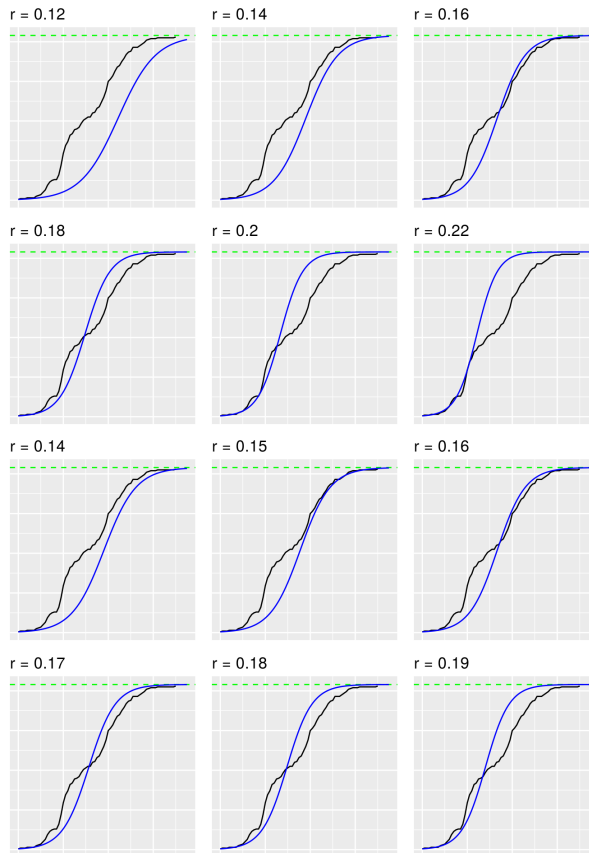 r = 0.12
r = 0.14
r = 0.16
r = 0.18
r = 0.2
r = 0.22
r = 0.14
r = 0.15
r = 0.16
r = 0.17
r = 0.18
r = 0.19